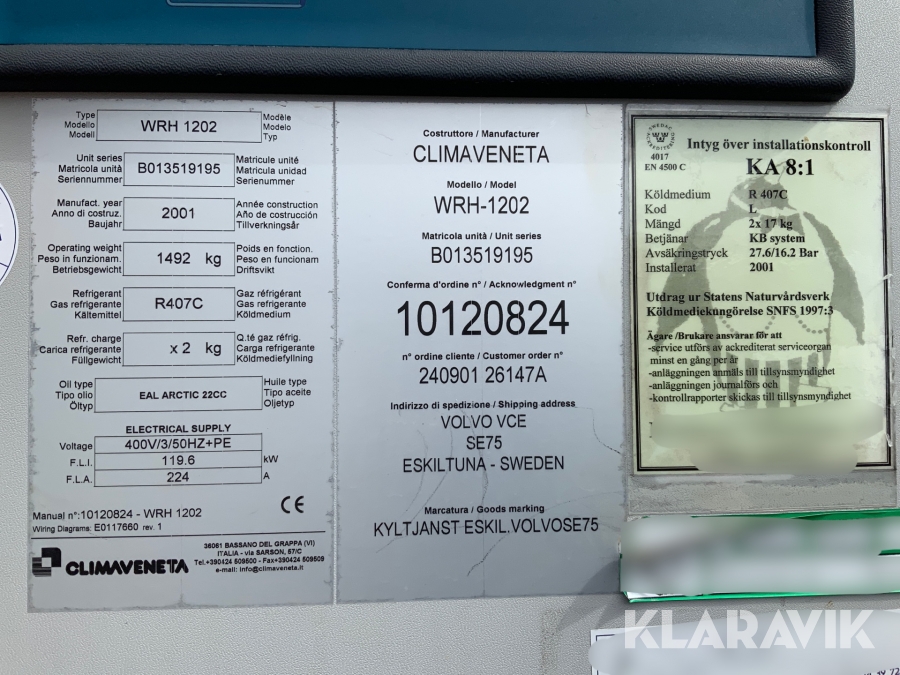 Type
Modello
Modell
WRH 1202
Modéle
Modelo
Typ
Unit series
Matricola unità
Seriennummer
B013519195
Matricule unité
Matricula unidad
Serienumer
Manufact. year
Anno di costruz.
Baujahr
2001
Année construction
Año de costrucción
Tillverkningsår
Operating weight
Peso in funzionam.
Betriebsgewicht
1492 kg
Poids en fonction.
Peso en funcionam
Driftsvikt
Refrigerant
Gas refrigerante
Kältemittel
R407C
Gaz réfrigérant
Gas refrigerante
Köldmedium
Refr. charge
Carica refrigerante
Füllgewicht
x 2 kg
Q.té gaz réfrig.
Carga refrigerante
Köldmediefyllning
Oil type
Tipo olio
Öltyp
EAL ARCTIC 22CC
Huile type
Tipo aceite
Oljetyp
ELECTRICAL SUPPLY
Voltage 400V/3/50HZ+PE
F.L.I. 119.6 kW
F.L.A. 224 A
Manual n°:10120824 - WRH 1202
Wiring Diagrams: E0117660 rev. 1
CE
CLIMAVENETA
36061 BASSANO DEL GRAPPA (VI)
ITALIA - via SARSON, 57/C
Tel.+390424 509500 - Fax+390424 509509
e-mail: info@climaveneta.it
Costruttore / Manufacturer
CLIMAVENETA
Modello / Model
WRH-1202
Matricola unità / Unit series
B013519195
Conferma d'ordine n° / Acknowledgment n°
10120824
n° ordine cliente / Customer order n°
240901 26147A
Indirizzo di spedizione / Shipping address
VOLVO VCE
SE75
ESKILTUNA - SWEDEN
Marcatura / Goods marking
KYLTJANST ESKIL.VOLVOSE75
SWEDAC
ACKREDITERING
4017
EN 4500 C
Intyg över installationskontroll
KA 8:1
Köldmedium R 407C
Kod L
Mängd 2x 17 kg
Betjänar KB system
Avsäkringstryck 27.6/16.2 Bar
Installerat 2001
Utdrag ur Statens Naturvårdsverk
Köldmediekungörelse SNFS 1997:3
Ägare /Brukare ansvarar för att
-service utförs av ackrediterat serviceorgan
minst en gång per år
-anläggningen anmäls till tillsynsmyndighet
-anläggningen journalförs och
-kontrollrapporter skickas till tillsynsmyndighet
KLARAVIK